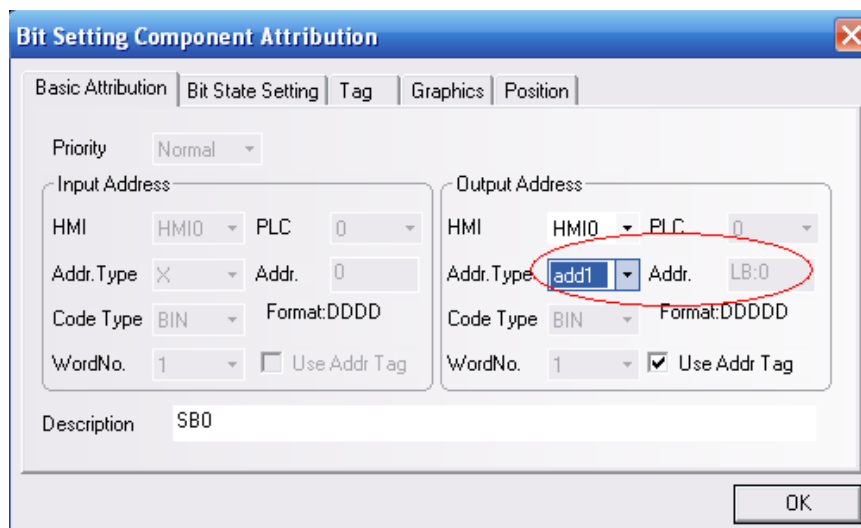 Bit Setting Component Attribution
Basic Attribution Bit State Setting Tag Graphics Position
Priority Normal
Input Address
HMI HMI0 PLC 0
Addr.Type X Addr. 0
Code Type BIN Format:DDDD
WordNo. 1 Use Addr Tag
Output Address
HMI HMI0 PLC 0
Addr.Type add1 Addr. LB:0
Code Type BIN Format:DDDDD
WordNo. 1 Use Addr Tag
Description SB0
OK